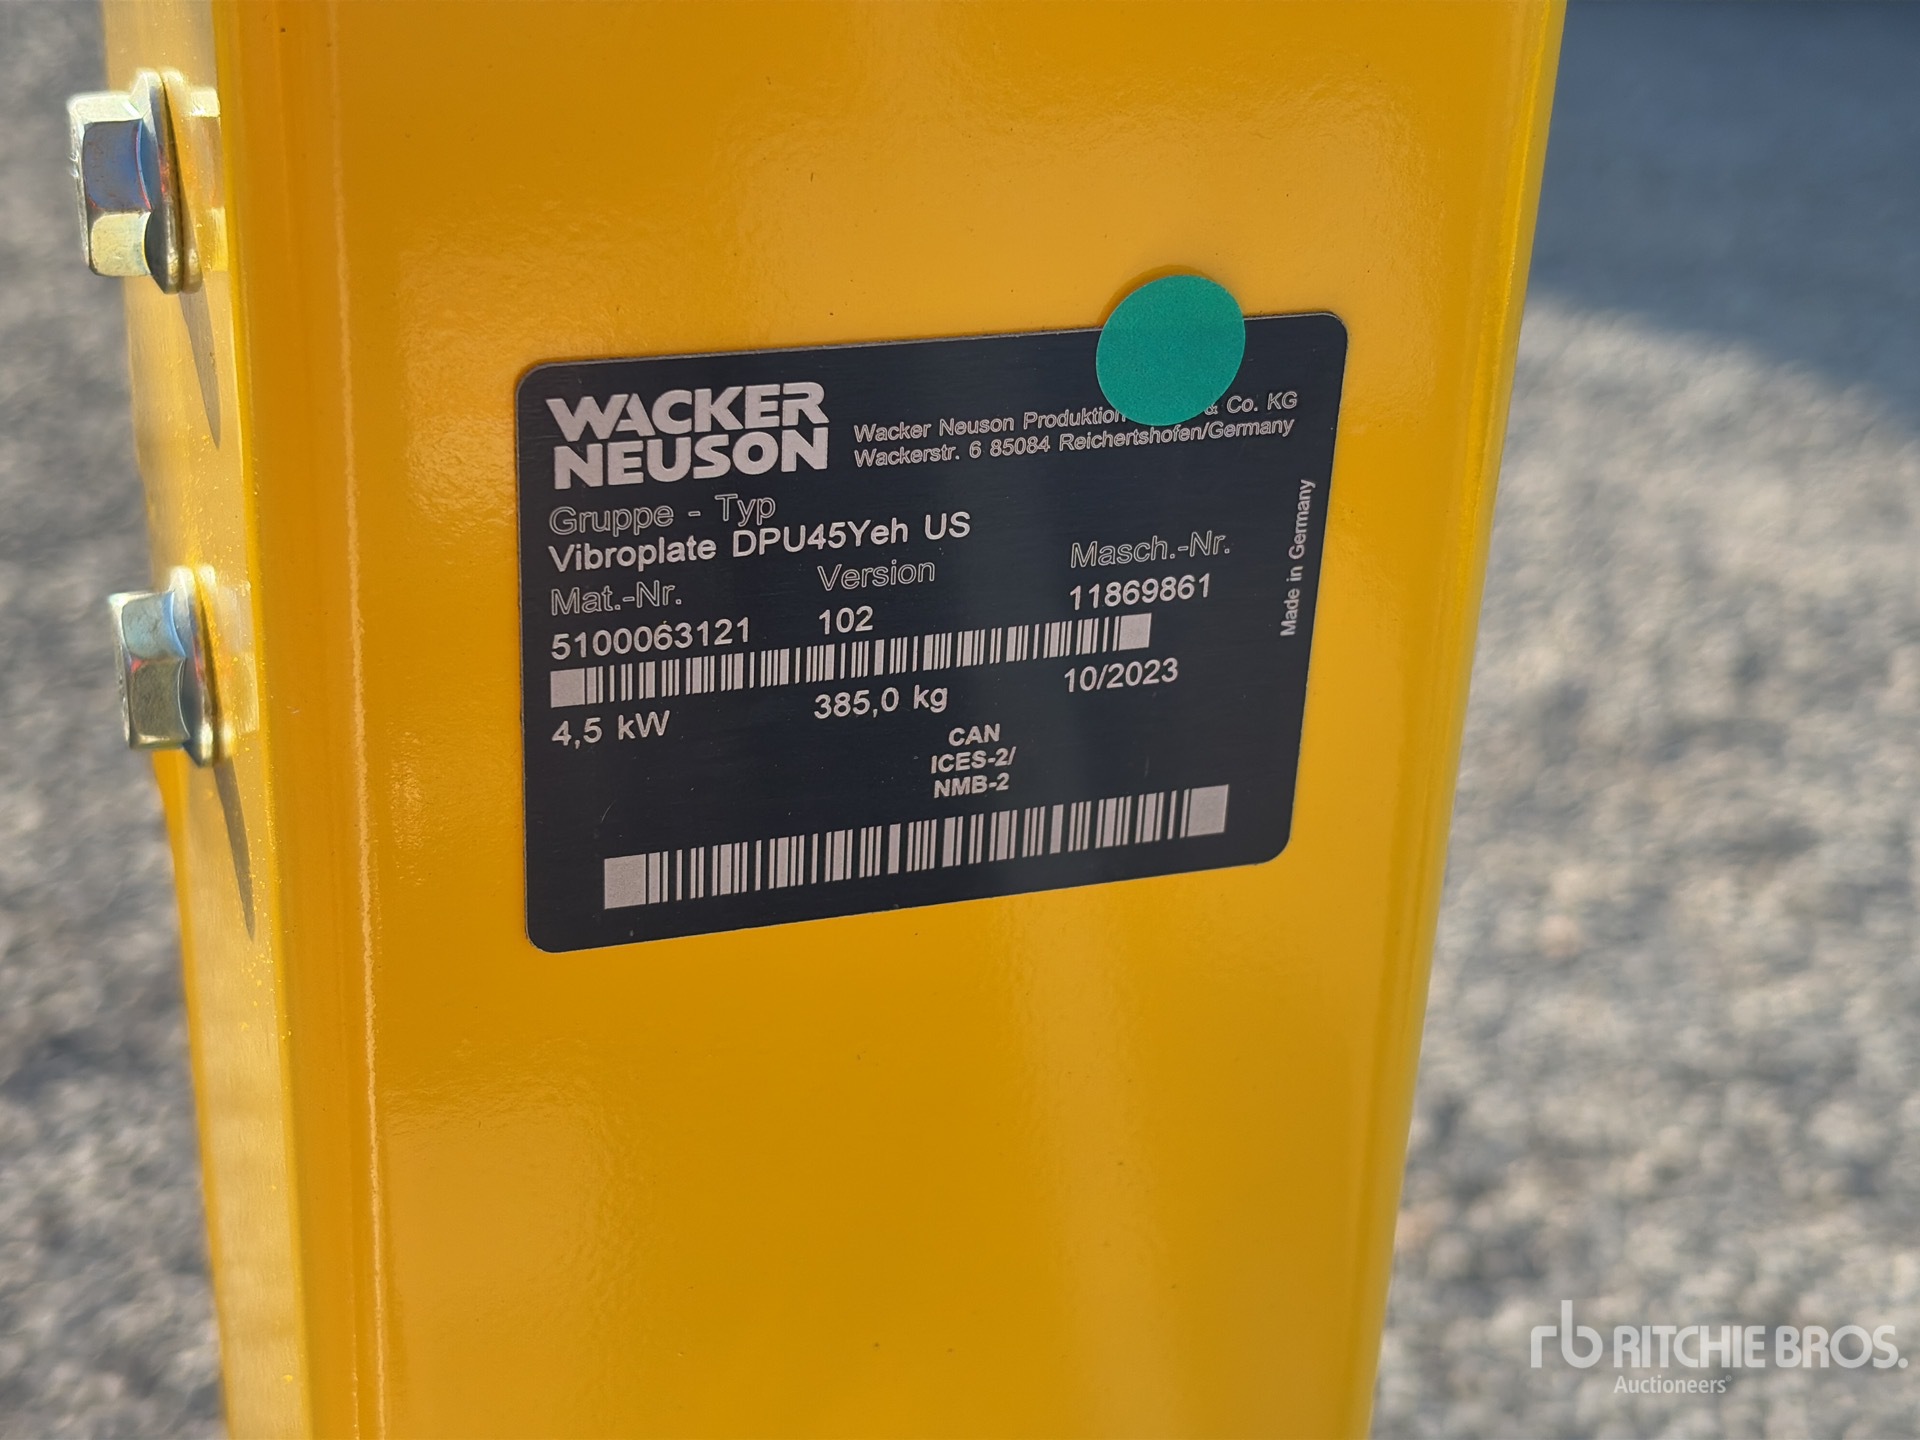 WACKER
NEUSON
Wacker Neuson Produktion & Co. KG
Wackerstr. 6 85084 Reichertshofen/Germany
Gruppe - Typ
Vibroplate DPU45Yeh US
Mat.-Nr. Version Masch.-Nr.
5100063121 102 11869861
4,5 kW 385,0 kg 10/2023
CAN
ICES-2/
NMB-2
Made in Germany
rb RITCHIE BROS.
Auctioneers